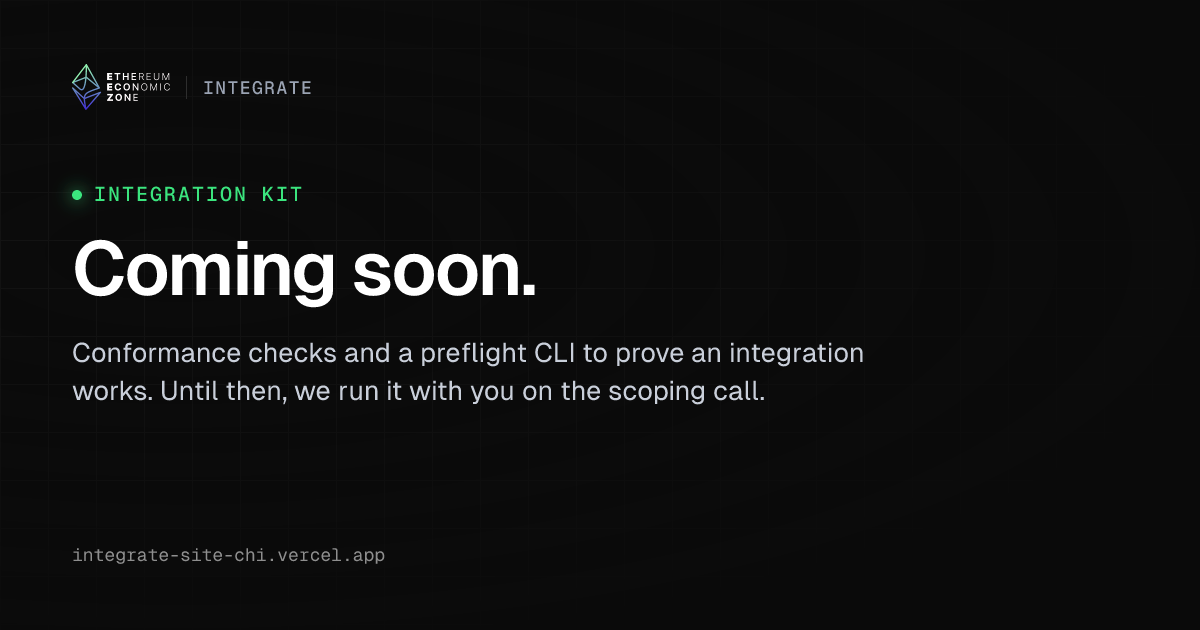 ETHEREUM
ECONOMIC
ZONE
INTEGRATE
INTEGRATION KIT
Coming soon.
Conformance checks and a preflight CLI to prove an integration
works. Until then, we run it with you on the scoping call.
integrate-site-chi.vercel.app